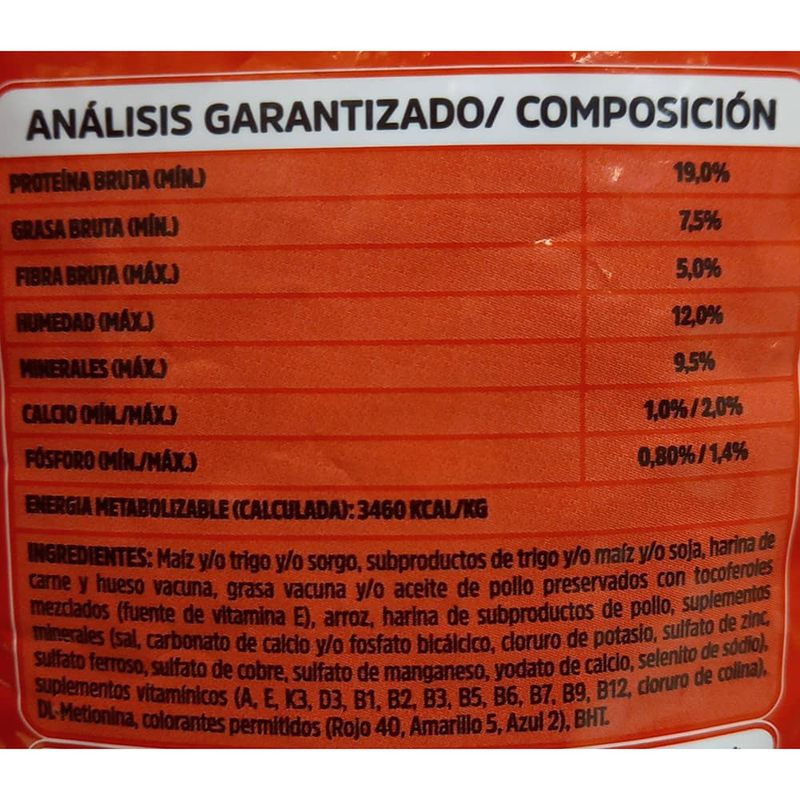 ANÁLISIS GARANTIZADO/ COMPOSICIÓN
PROTEÍNA BRUTA (MÍN.) 19,0%
GRASA BRUTA (MÍN.) 7,5%
FIBRA BRUTA (MÁX.) 5,0%
HUMEDAD (MÁX.) 12,0%
MINERALES (MÁX.) 9,5%
CALCIO (MÍN./MÁX.) 1,0% / 2,0%
FÓSFORO (MÍN./MÁX.) 0,80% / 1,4%
ENERGIA METABOLIZABLE (CALCULADA): 3460 KCAL/KG
INGREDIENTES: Maíz y/o trigo y/o sorgo, subproductos de trigo y/o maíz y/o soja, harina de
carne y hueso vacuna, grasa vacuna y/o aceite de pollo preservados con tocoferoles
mezclados (fuente de vitamina E), arroz, harina de subproductos de pollo, suplementos
minerales (sal, carbonato de calcio y/o fosfato bicálcico, cloruro de potasio, sulfato de zinc,
sulfato ferroso, sulfato de cobre, sulfato de manganeso, yodato de calcio, selenito de sódio),
suplementos vitamínicos (A, E, K3, D3, B1, B2, B3, B5, B6, B7, B9, B12, cloruro de colina),
DL-Metionina, colorantes permitidos (Rojo 40, Amarillo 5, Azul 2), BHT.